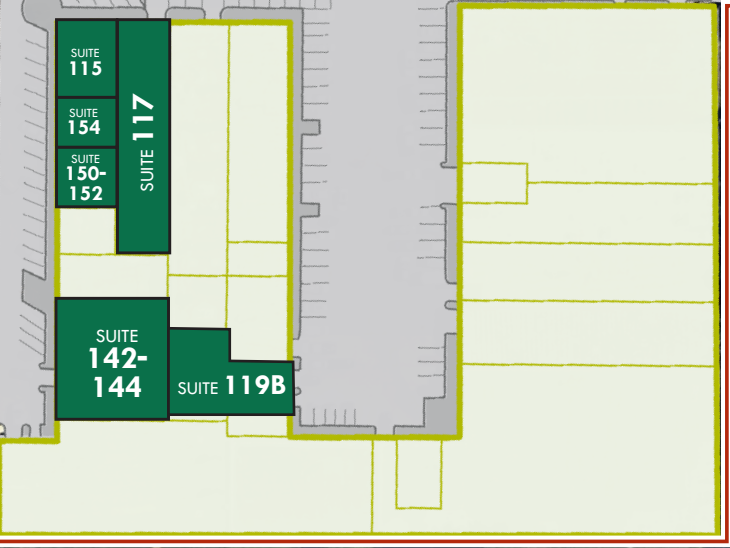 SUITE
115
SUITE
154
SUITE
150-
152
SUITE 117
SUITE
142-
144
SUITE 119B